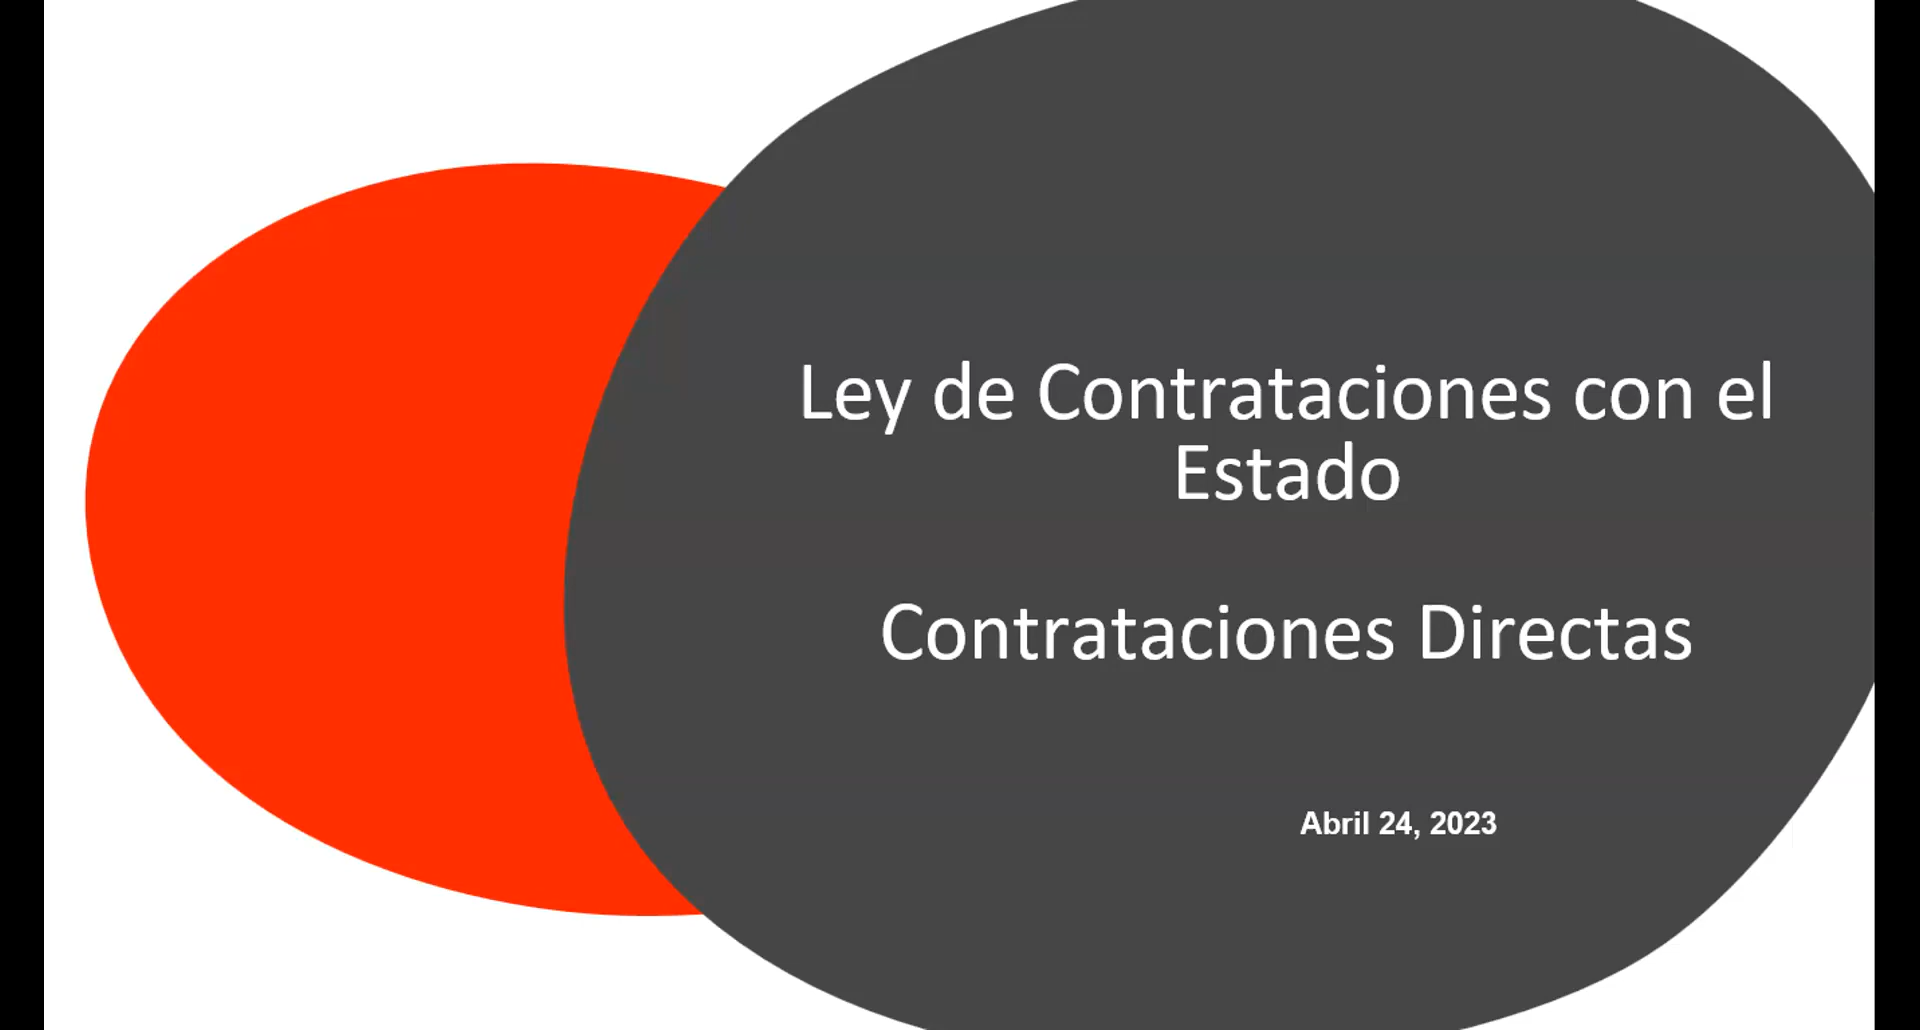 Ley de Contrataciones con el
Estado
Contrataciones Directas
Abril 24, 2023